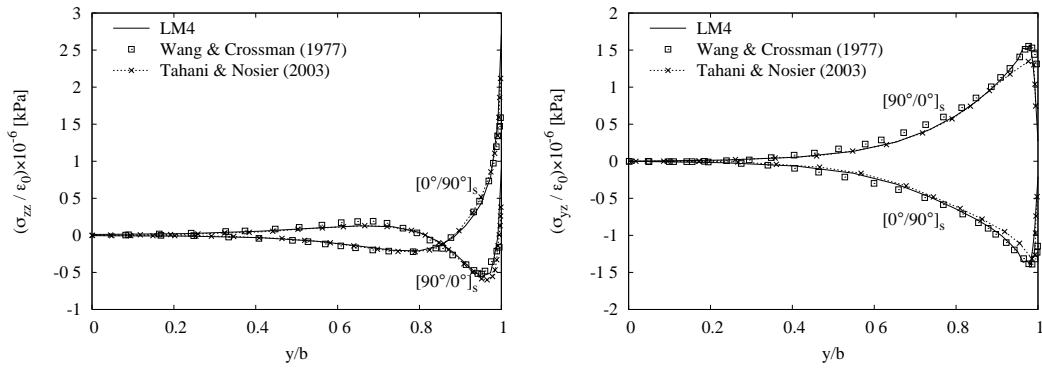 3
2 5
2
1 5
1
0 5
0
-0 5
-1
0
0.2
0.4
0.6
0.8
1
(σzz / ε0)×10-6 [kPa]
y/b
LM4
Wang & Crossman (1977)
Tahani & Nosier (2003)
[0°/90°]s
[90°/0°]s
2
1 5
1
0 5
0
-0 5
-1
-1 5
-2
0
0.2
0.4
0.6
0.8
1
(σyz / ε0)×10-6 [kPa]
y/b
LM4
Wang & Crossman (1977)
Tahani & Nosier (2003)
[90°/0°]s
[0°/90°]s